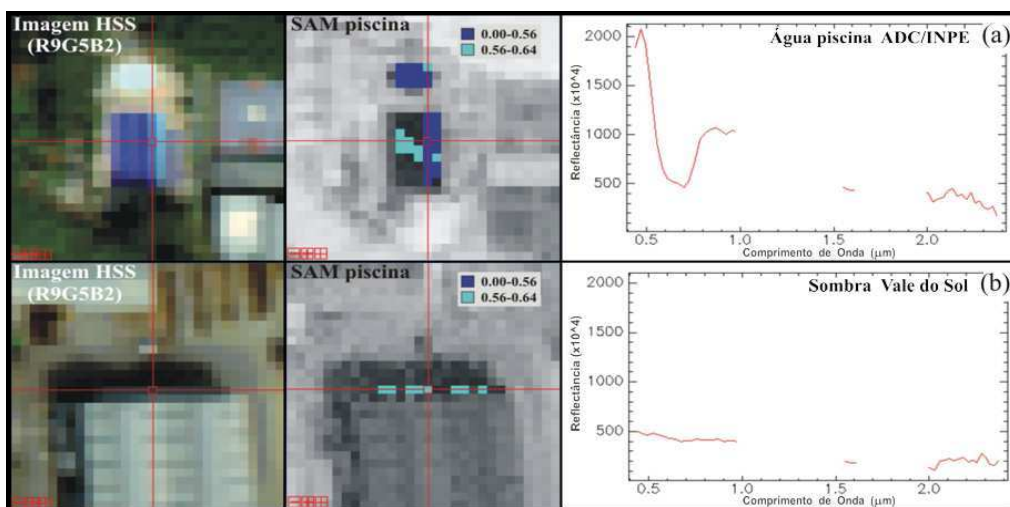 Imagem HSS
(R9G5B2)
SAM piscina
0.00-0.56
0.56-0.64
Água piscina ADC/INPE (a)
2000
1500
1000
500
Reflectância (x10^4)
0.5 1.0 1.5 2.0
Comprimento de Onda (µm)
Imagem HSS
(R9G5B2)
SAM piscina
0.00-0.56
0.56-0.64
Sombra Vale do Sol (b)
2000
1500
1000
500
Reflectância (x10^4)
0.5 1.0 1.5 2.0
Comprimento de Onda (µm)